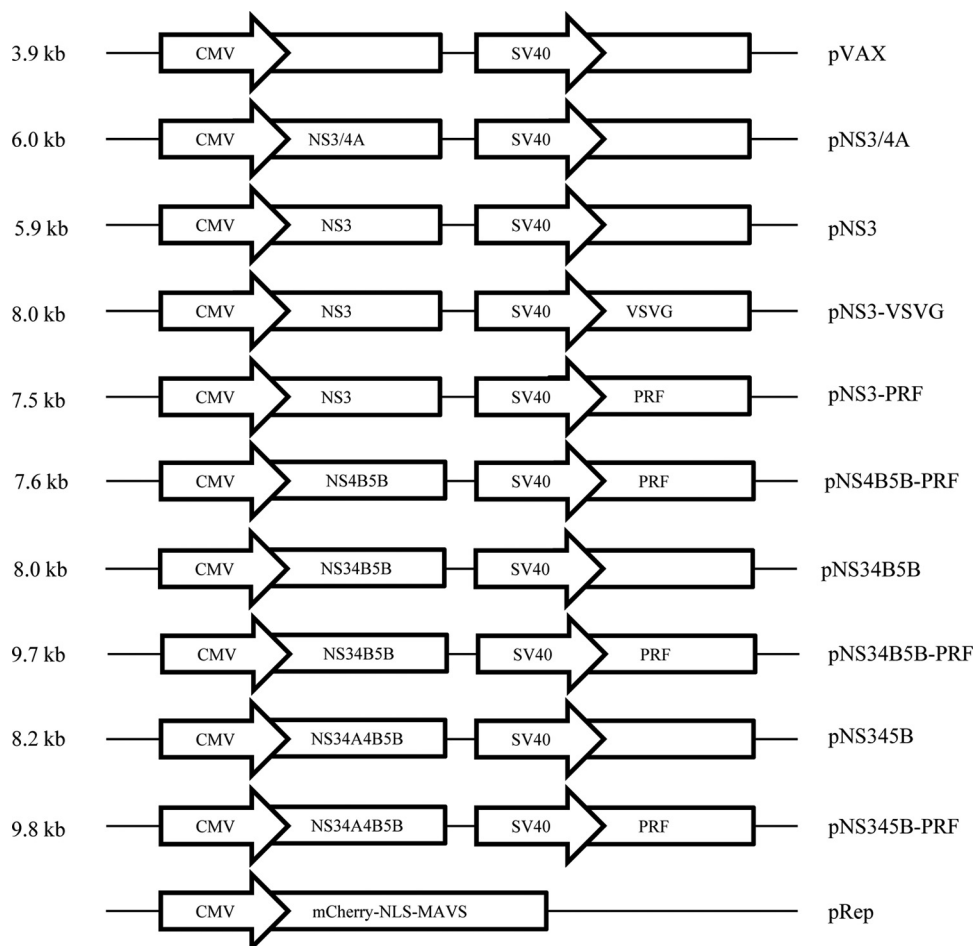 3.9 kb CMV SV40 pVAX
6.0 kb CMV NS3/4A SV40 pNS3/4A
5.9 kb CMV NS3 SV40 pNS3
8.0 kb CMV NS3 SV40 VSVG pNS3-VSVG
7.5 kb CMV NS3 SV40 PRF pNS3-PRF
7.6 kb CMV NS4B5B SV40 PRF pNS4B5B-PRF
8.0 kb CMV NS34B5B SV40 pNS34B5B
9.7 kb CMV NS34B5B SV40 PRF pNS34B5B-PRF
8.2 kb CMV NS34A4B5B SV40 pNS345B
9.8 kb CMV NS34A4B5B SV40 PRF pNS345B-PRF
CMV mCherry-NLS-MAVS pRep